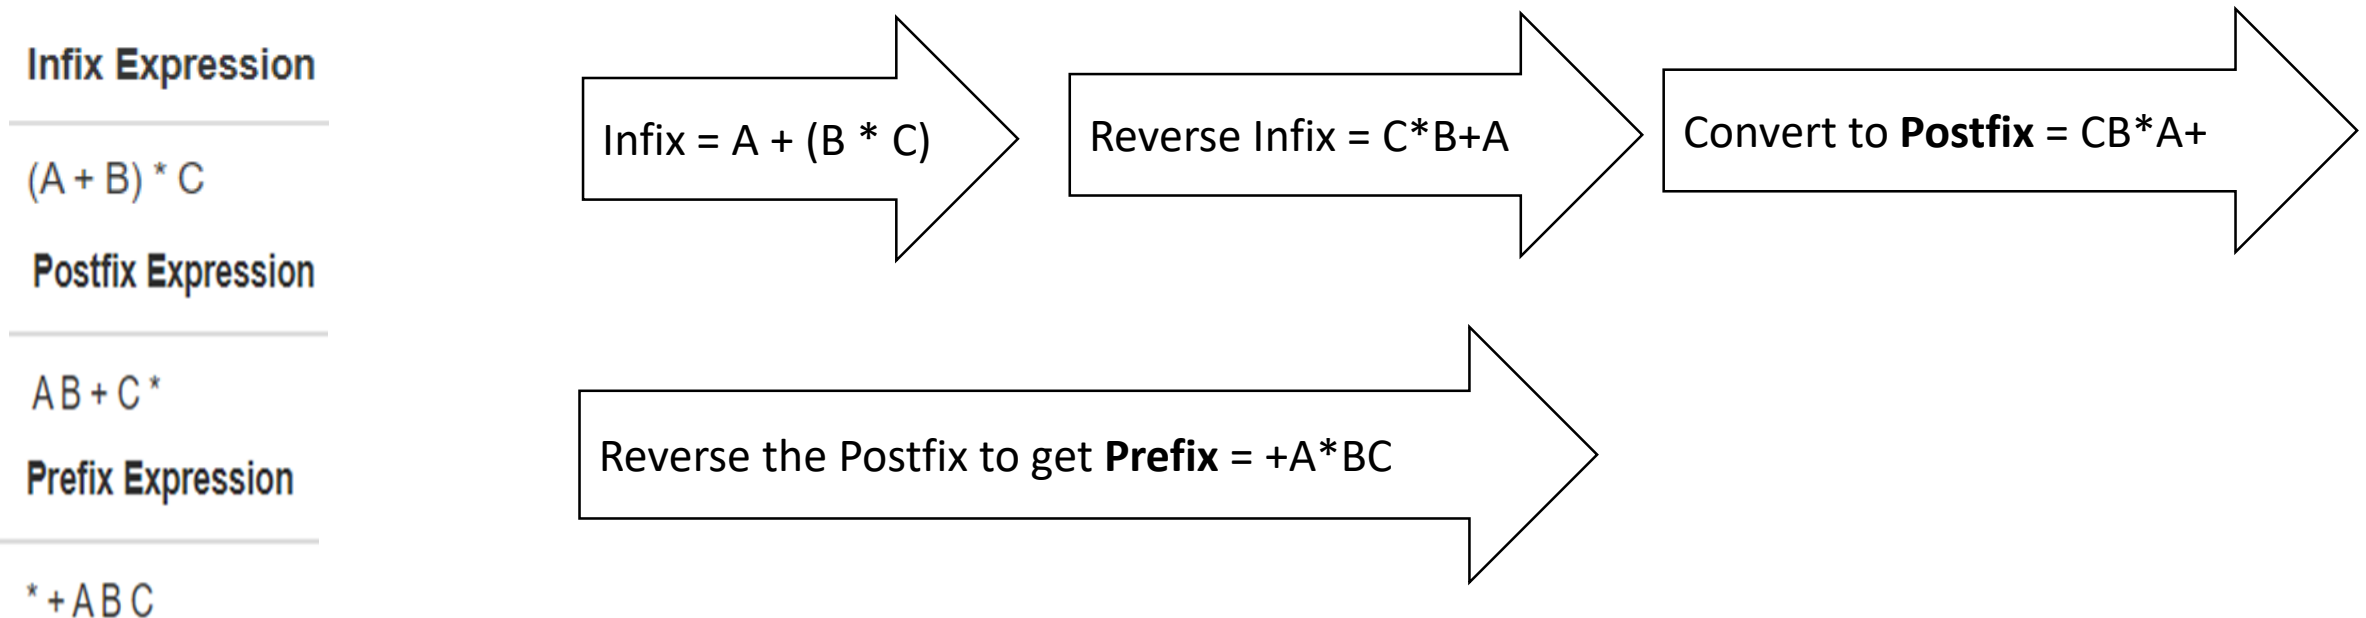 Infix Expression
(A + B) * C
Postfix Expression
A B + C *
Prefix Expression
* + A B C
Infix = A + (B * C)
Reverse Infix = C*B+A
Convert to Postfix = CB*A+
Reverse the Postfix to get Prefix = +A*BC